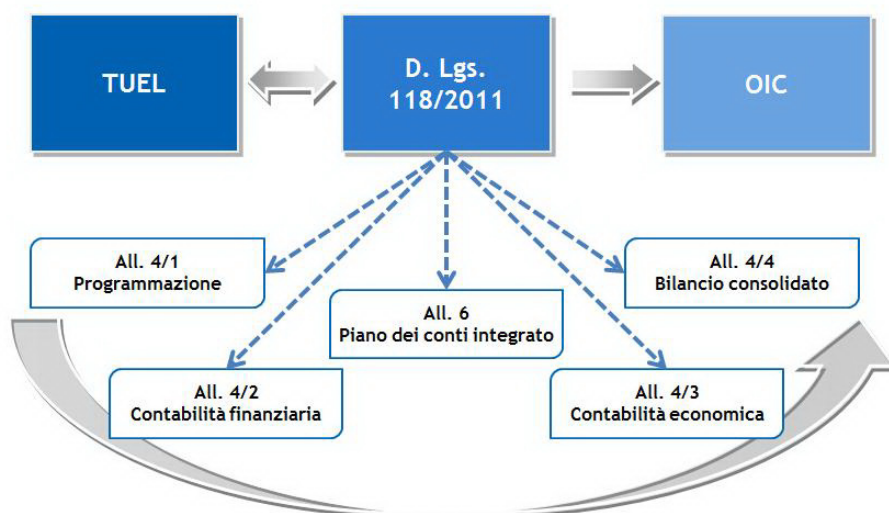 TUEL
D. Lgs.
118/2011
OIC
All. 4/1
Programmazione
All. 4/4
Bilancio consolidato
All. 6
Piano dei conti integrato
All. 4/2
Contabilità finanziaria
All. 4/3
Contabilità economica